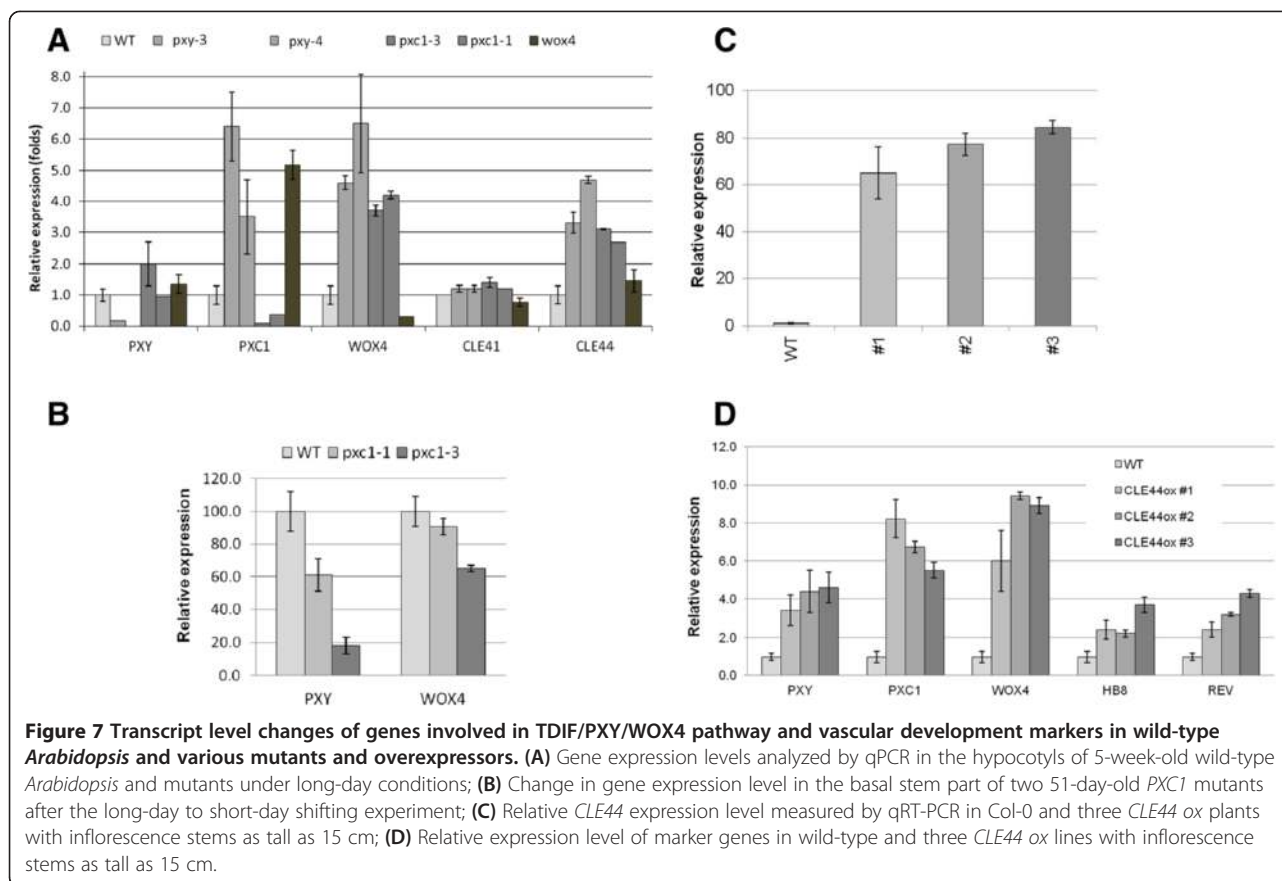 A
WT pxy-3 pxy-4 pxc1-3 pxc1-1 wox4
Relative expression (folds)
8.0
7.0
6.0
5.0
4.0
3.0
2.0
1.0
0.0
PXY PXC1 WOX4 CLE41 CLE44
C
Relative expression
100
80
60
40
20
0
WT #1 #2 #3
B
WT pxc1-1 pxc1-3
Relative expression
120.0
100.0
80.0
60.0
40.0
20.0
0.0
PXY WOX4
D
Relative expression
12.0
10.0
8.0
6.0
4.0
2.0
0.0
WT
CLE44ox #1
CLE44ox #2
CLE44ox #3
PXY PXC1 WOX4 HB8 REV
Figure 7 Transcript level changes of genes involved in TDIF/PXY/WOX4 pathway and vascular development markers in wild-type
Arabidopsis and various mutants and overexpressors. (A) Gene expression levels analyzed by qPCR in the hypocotyls of 5-week-old wild-type
Arabidopsis and mutants under long-day conditions; (B) Change in gene expression level in the basal stem part of two 51-day-old PXC1 mutants
after the long-day to short-day shifting experiment; (C) Relative CLE44 expression level measured by qRT-PCR in Col-0 and three CLE44 ox plants
with inflorescence stems as tall as 15 cm; (D) Relative expression level of marker genes in wild-type and three CLE44 ox lines with inflorescence
stems as tall as 15 cm.